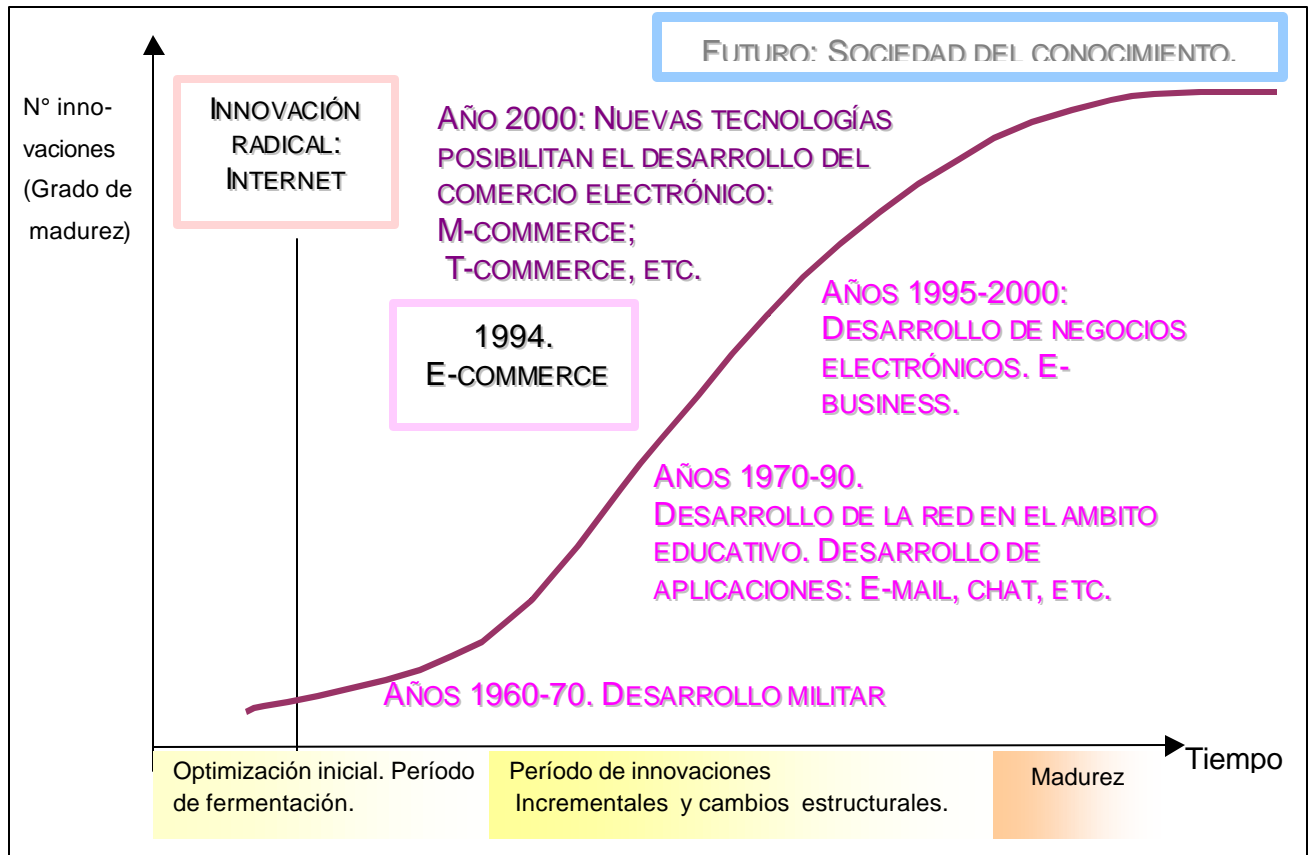 FUTURO: SOCIEDAD DEL CONOCIMIENTO.
N° inno-
vaciones
(Grado de
madurez)
INNOVACIÓN
RADICAL:
INTERNET
AÑO 2000: NUEVAS TECNOLOGÍAS
POSIBILITAN EL DESARROLLO DEL
COMERCIO ELECTRÓNICO:
M-COMMERCE;
T-COMMERCE, ETC.
1994.
E-COMMERCE
AÑOS 1995-2000:
DESARROLLO DE NEGOCIOS
ELECTRÓNICOS. E-
BUSINESS.
AÑOS 1970-90.
DESARROLLO DE LA RED EN EL AMBITO
EDUCATIVO. DESARROLLO DE
APLICACIONES: E-MAIL, CHAT, ETC.
AÑOS 1960-70. DESARROLLO MILITAR
Tiempo
Optimización inicial. Período
de fermentación.
Período de innovaciones
Incrementales y cambios estructurales.
Madurez